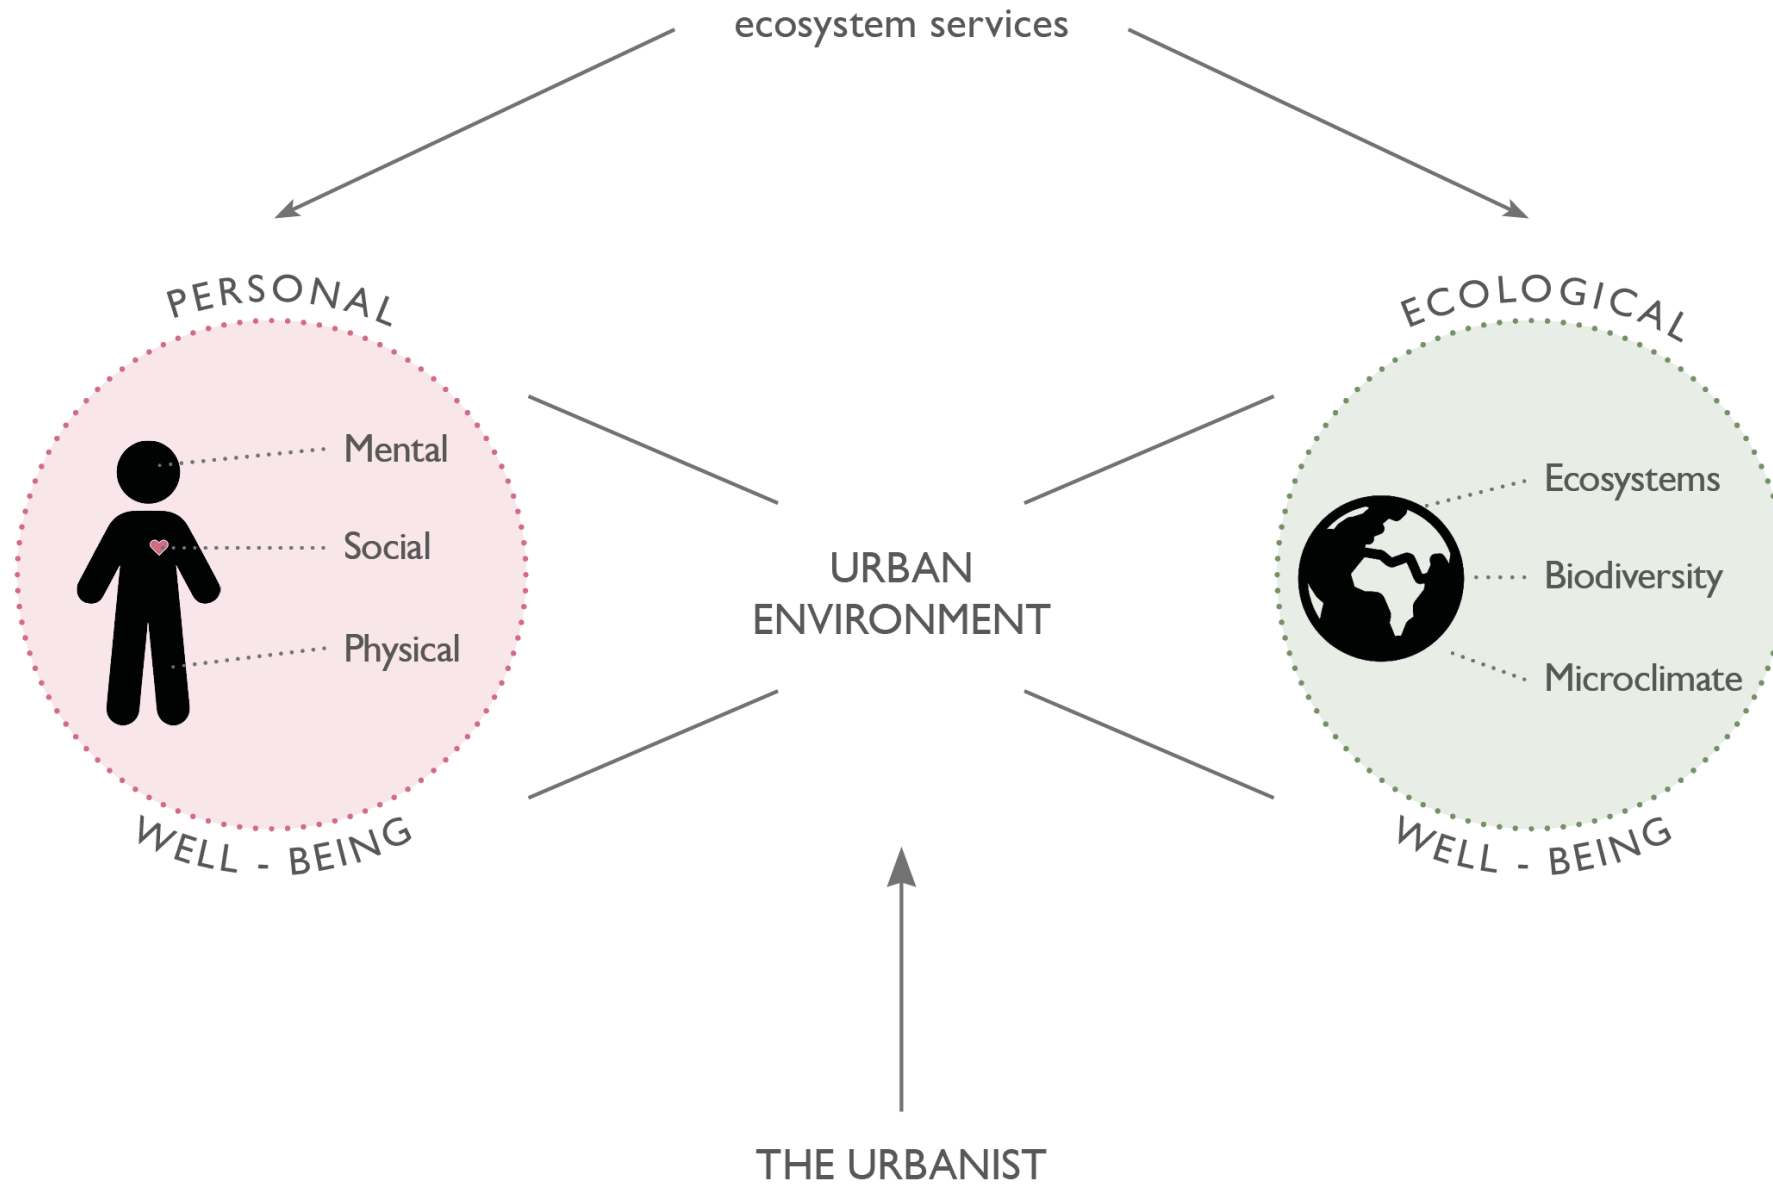 ecosystem services
PERSONAL
Mental
Social
Physical
WELL - BEING
URBAN
ENVIRONMENT
ECOLOGICAL
Ecosystems
Biodiversity
Microclimate
WELL - BEING
THE URBANIST